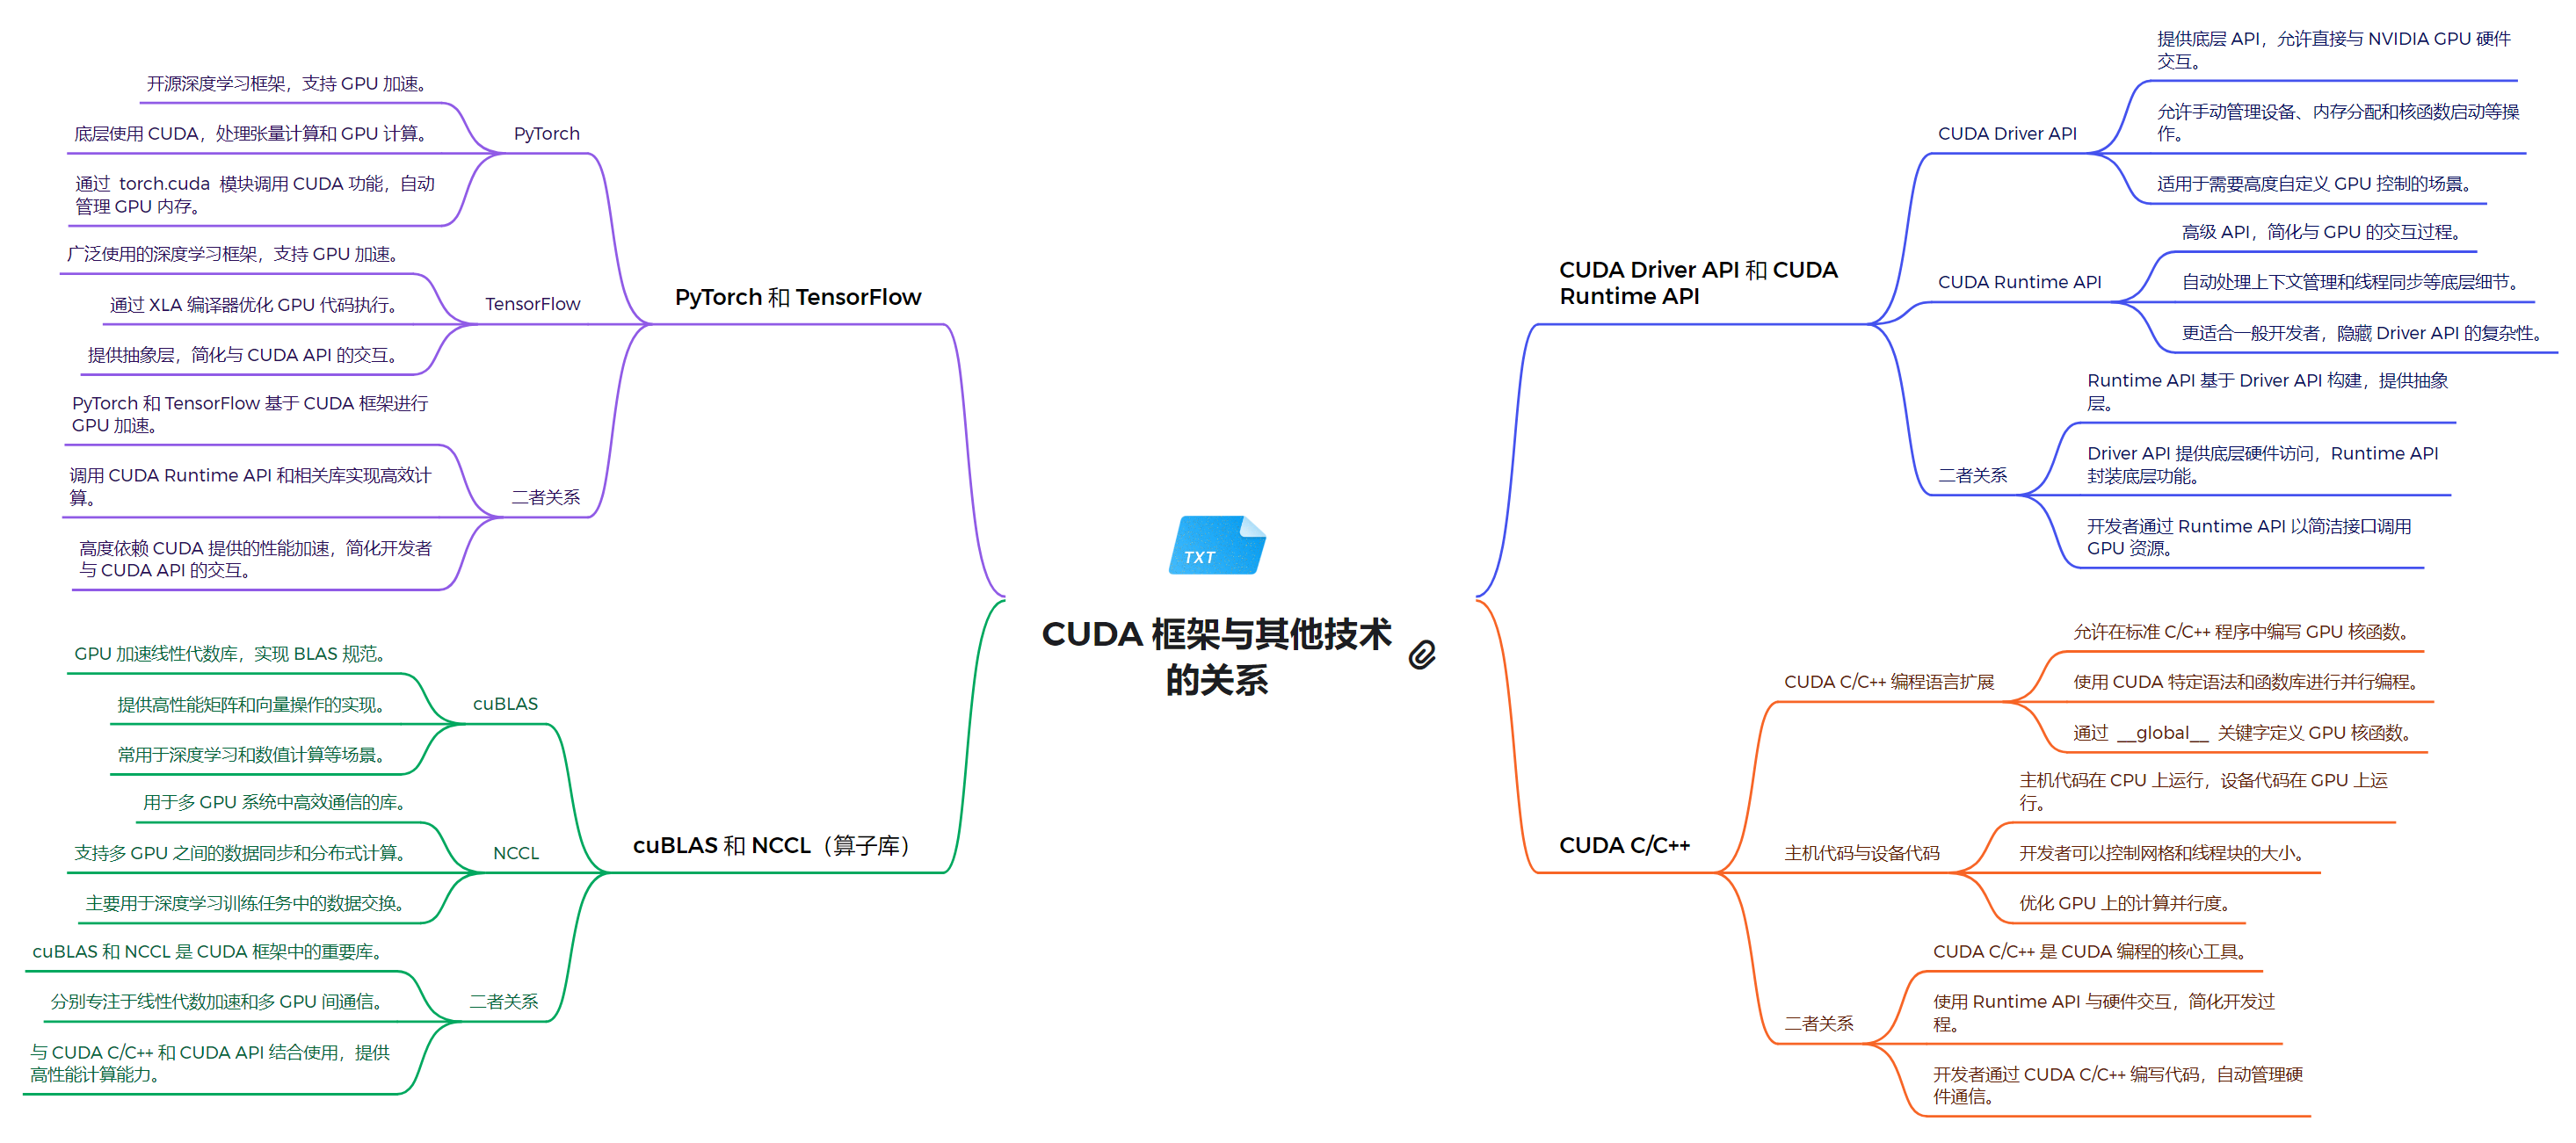 TXT
CUDA 框架与其他技术
的关系
CUDA Driver API 和 CUDA
Runtime API
CUDA Driver API
提供底层 API，允许直接与 NVIDIA GPU 硬件
交互。
允许手动管理设备、内存分配和核函数启动等操
作。
适用于需要高度自定义 GPU 控制的场景。
CUDA Runtime API
高级 API，简化与 GPU 的交互过程。
自动处理上下文管理和线程同步等底层细节。
更适合一般开发者，隐藏 Driver API 的复杂性。
二者关系
Runtime API 基于 Driver API 构建，提供抽象
层。
Driver API 提供底层硬件访问，Runtime API
封装底层功能。
开发者通过 Runtime API 以简洁接口调用
GPU 资源。
CUDA C/C++
CUDA C/C++ 编程语言扩展
允许在标准 C/C++ 程序中编写 GPU 核函数。
使用 CUDA 特定语法和函数库进行并行编程。
通过 __global__ 关键字定义 GPU 核函数。
主机代码与设备代码
主机代码在 CPU 上运行，设备代码在 GPU 上运
行。
开发者可以控制网格和线程块的大小。
优化 GPU 上的计算并行度。
二者关系
CUDA C/C++ 是 CUDA 编程的核心工具。
使用 Runtime API 与硬件交互，简化开发过
程。
开发者通过 CUDA C/C++ 编写代码，自动管理硬
件通信。
PyTorch 和 TensorFlow
PyTorch
开源深度学习框架，支持 GPU 加速。
底层使用 CUDA，处理张量计算和 GPU 计算。
通过 torch.cuda 模块调用 CUDA 功能，自动
管理 GPU 内存。
TensorFlow
广泛使用的深度学习框架，支持 GPU 加速。
通过 XLA 编译器优化 GPU 代码执行。
提供抽象层，简化与 CUDA API 的交互。
二者关系
PyTorch 和 TensorFlow 基于 CUDA 框架进行
GPU 加速。
调用 CUDA Runtime API 和相关库实现高效计
算。
高度依赖 CUDA 提供的性能加速，简化开发者
与 CUDA API 的交互。
cuBLAS 和 NCCL（算子库）
cuBLAS
GPU 加速线性代数库，实现 BLAS 规范。
提供高性能矩阵和向量操作的实现。
常用于深度学习和数值计算等场景。
NCCL
用于多 GPU 系统中高效通信的库。
支持多 GPU 之间的数据同步和分布式计算。
主要用于深度学习训练任务中的数据交换。
二者关系
cuBLAS 和 NCCL 是 CUDA 框架中的重要库。
分别专注于线性代数加速和多 GPU 间通信。
与 CUDA C/C++ 和 CUDA API 结合使用，提供
高性能计算能力。